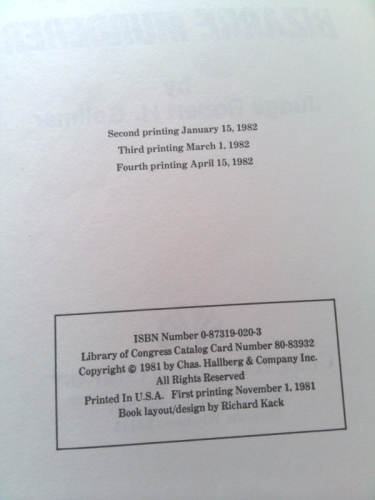 Second printing January 15, 1982
Third printing March 1, 1982
Fourth printing April 15, 1982
ISBN Number 0-87319-020-3
Library of Congress Catalog Card Number 80-83932
Copyright © 1981 by Chas. Hallberg & Company Inc.
All Rights Reserved
Printed In U.S.A. First printing November 1, 1981
Book layout/design by Richard Kack